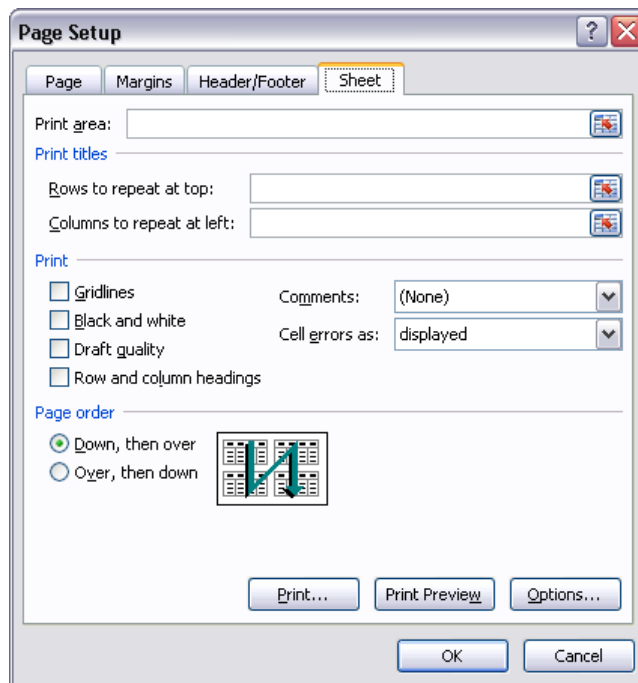 Page Setup
Page Margins Header/Footer Sheet
Print area:
Print titles
Rows to repeat at top:
Columns to repeat at left:
Print
Gridlines Comments: (None)
Black and white
Cell errors as: displayed
Draft quality
Row and column headings
Page order
Down, then over
Over, then down
Print... Print Preview Options...
OK Cancel